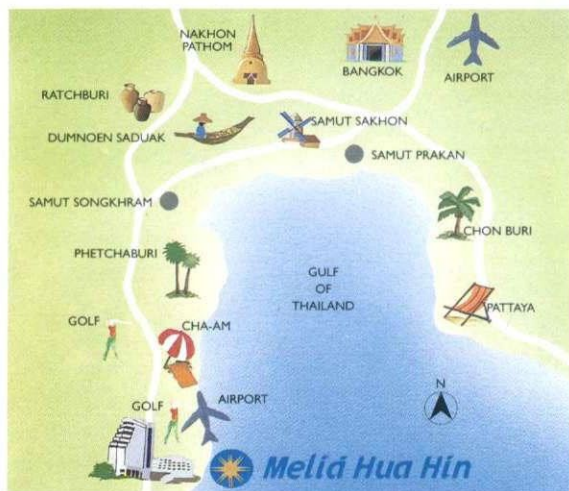 NAKHON
PATHOM
BANGKOK
AIRPORT
RATCHBURI
DUMNOEN SADUAK
SAMUT SAKHON
SAMUT PRAKAN
SAMUT SONGKHRAM
CHON BURI
PHETCHABURI
GULF
OF
THAILAND
GOLF
CHA-AM
PATTAYA
N
GOLF
AIRPORT
Meliá Hua Hin